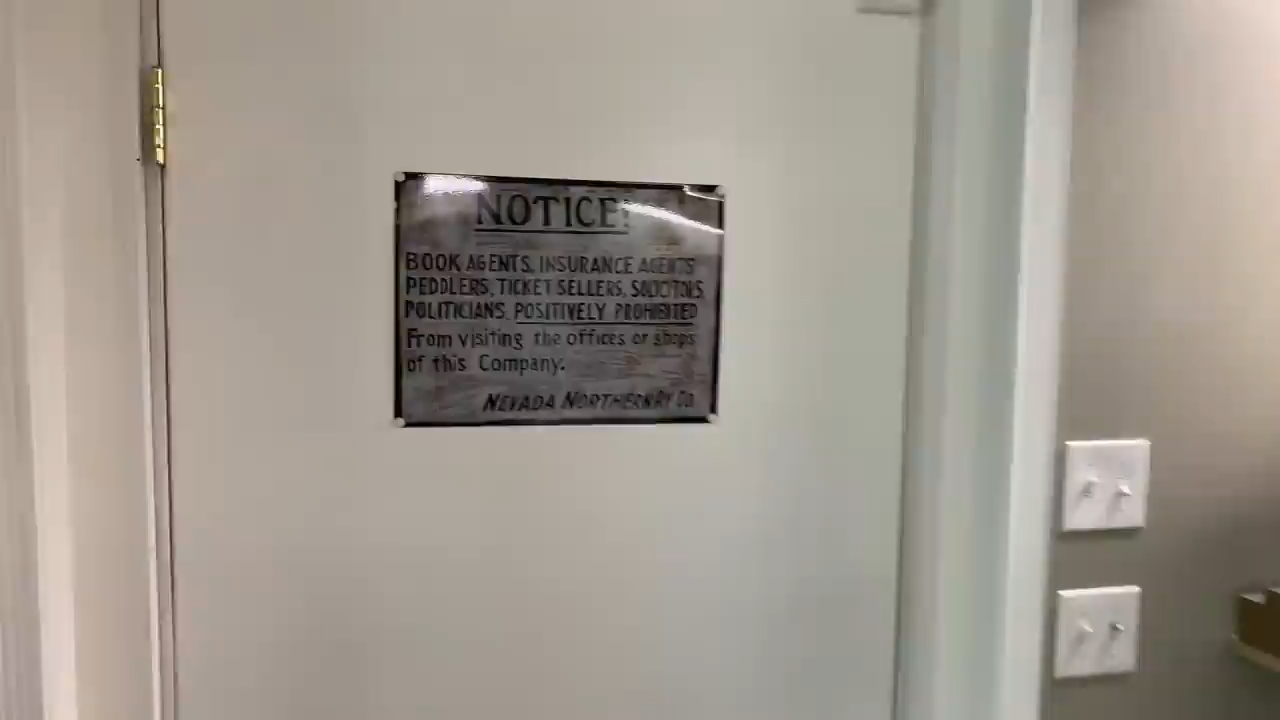 NOTICE!
BOOK AGENTS, INSURANCE AGENTS
PEDDLERS, TICKET SELLERS, SOLICITORS,
POLITICIANS, POSITIVELY PROHIBITED
From visiting the offices or shops
of this Company.
NEVADA NORTHERN RY CO.